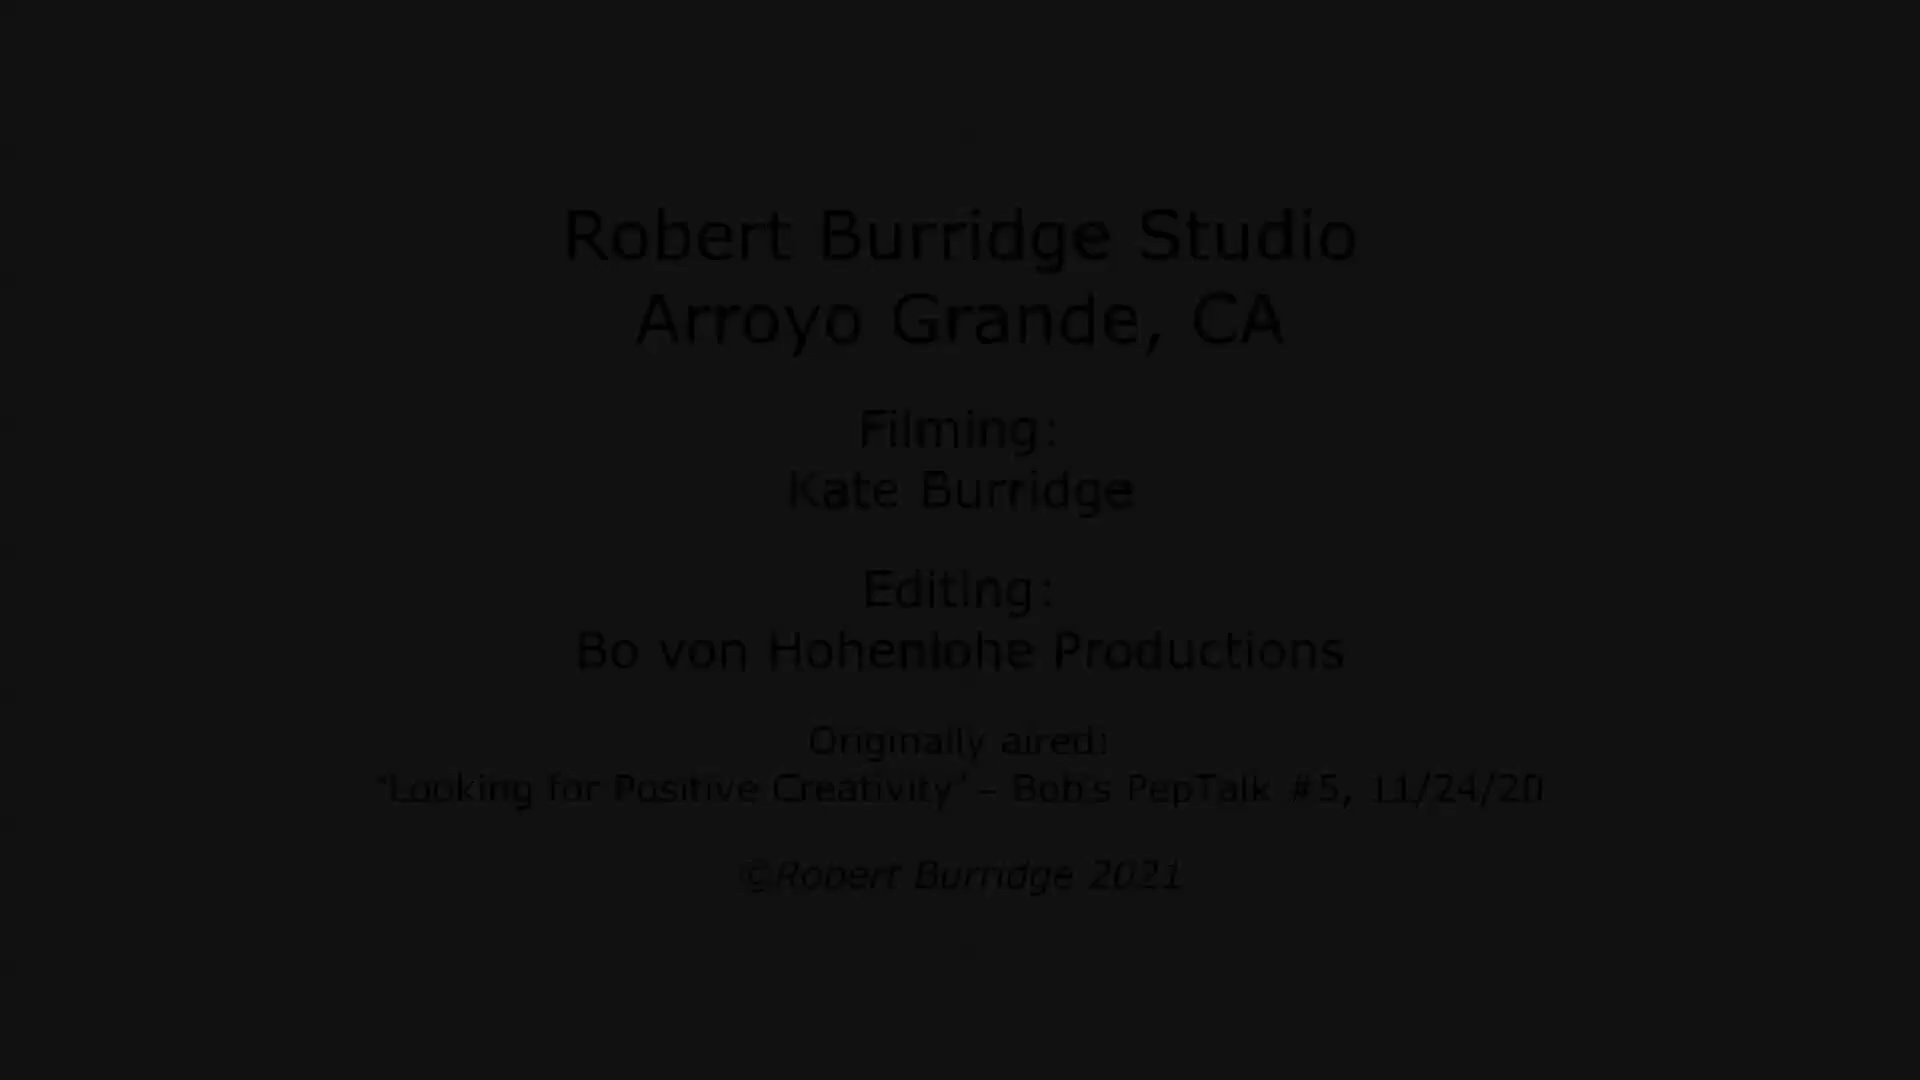 Robert Burridge Studio
Arroyo Grande, CA
Filming:
Kate Burridge
Editing:
Bo von Hohenlohe Productions
Originally aired:
"Looking for Positive Creativity" – Bob's PepTalk #5, 11/24/20
©Robert Burridge 2021